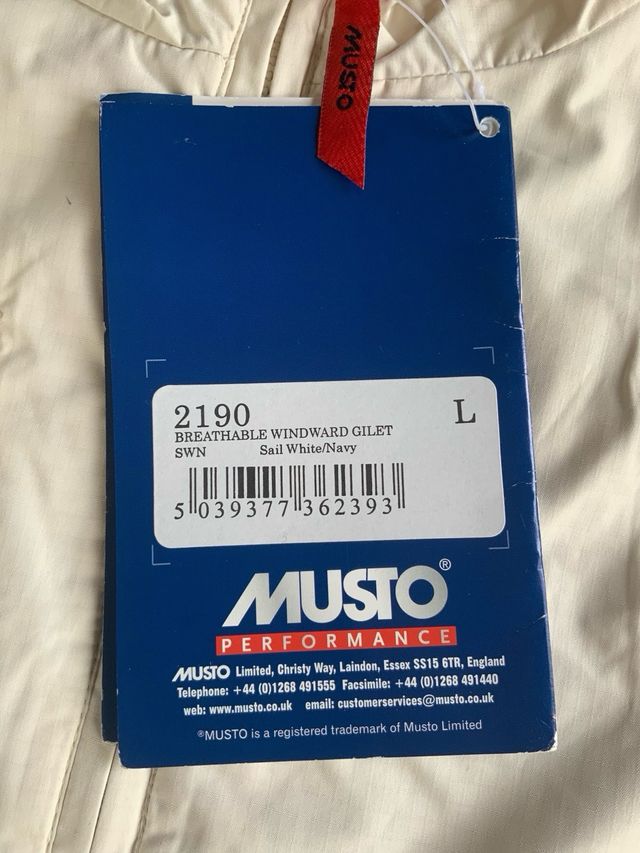 MUSTO
2190 L
BREATHABLE WINDWARD GILET
SWN Sail White/Navy
5 039377 362393
MUSTO®
PERFORMANCE
MUSTO Limited, Christy Way, Laindon, Essex SS15 6TR, England
Telephone: +44 (0)1268 491555 Facsimile: +44 (0)1268 491440
web: www.musto.co.uk email: customerservices@musto.co.uk
®MUSTO is a registered trademark of Musto Limited